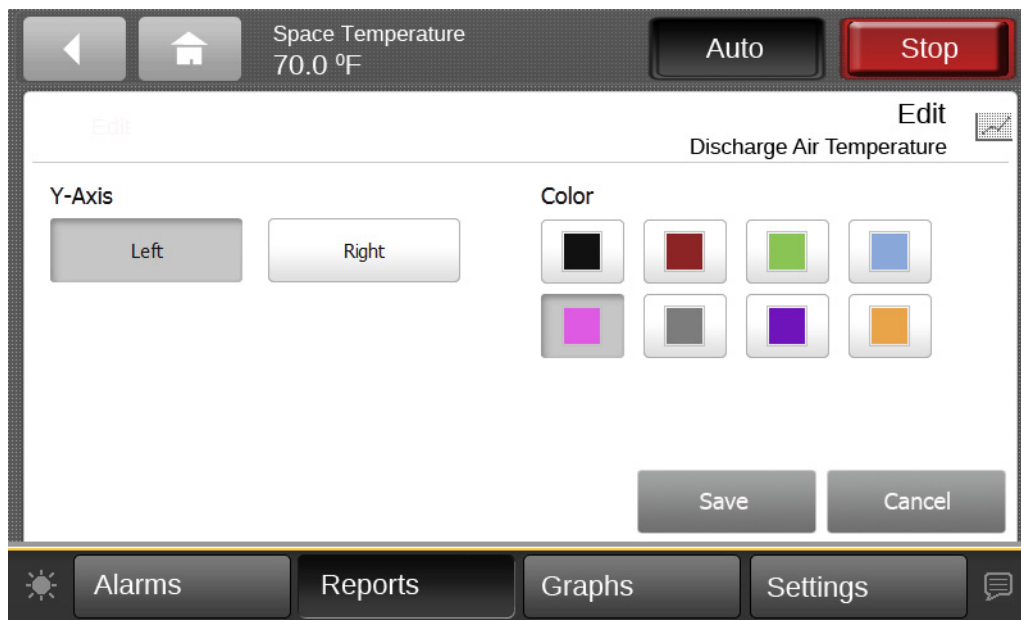 Space Temperature
70.0 ºF
Auto
Stop
Edit
Edit
Discharge Air Temperature
Y-Axis
Color
Left
Right
Save
Cancel
Alarms
Reports
Graphs
Settings